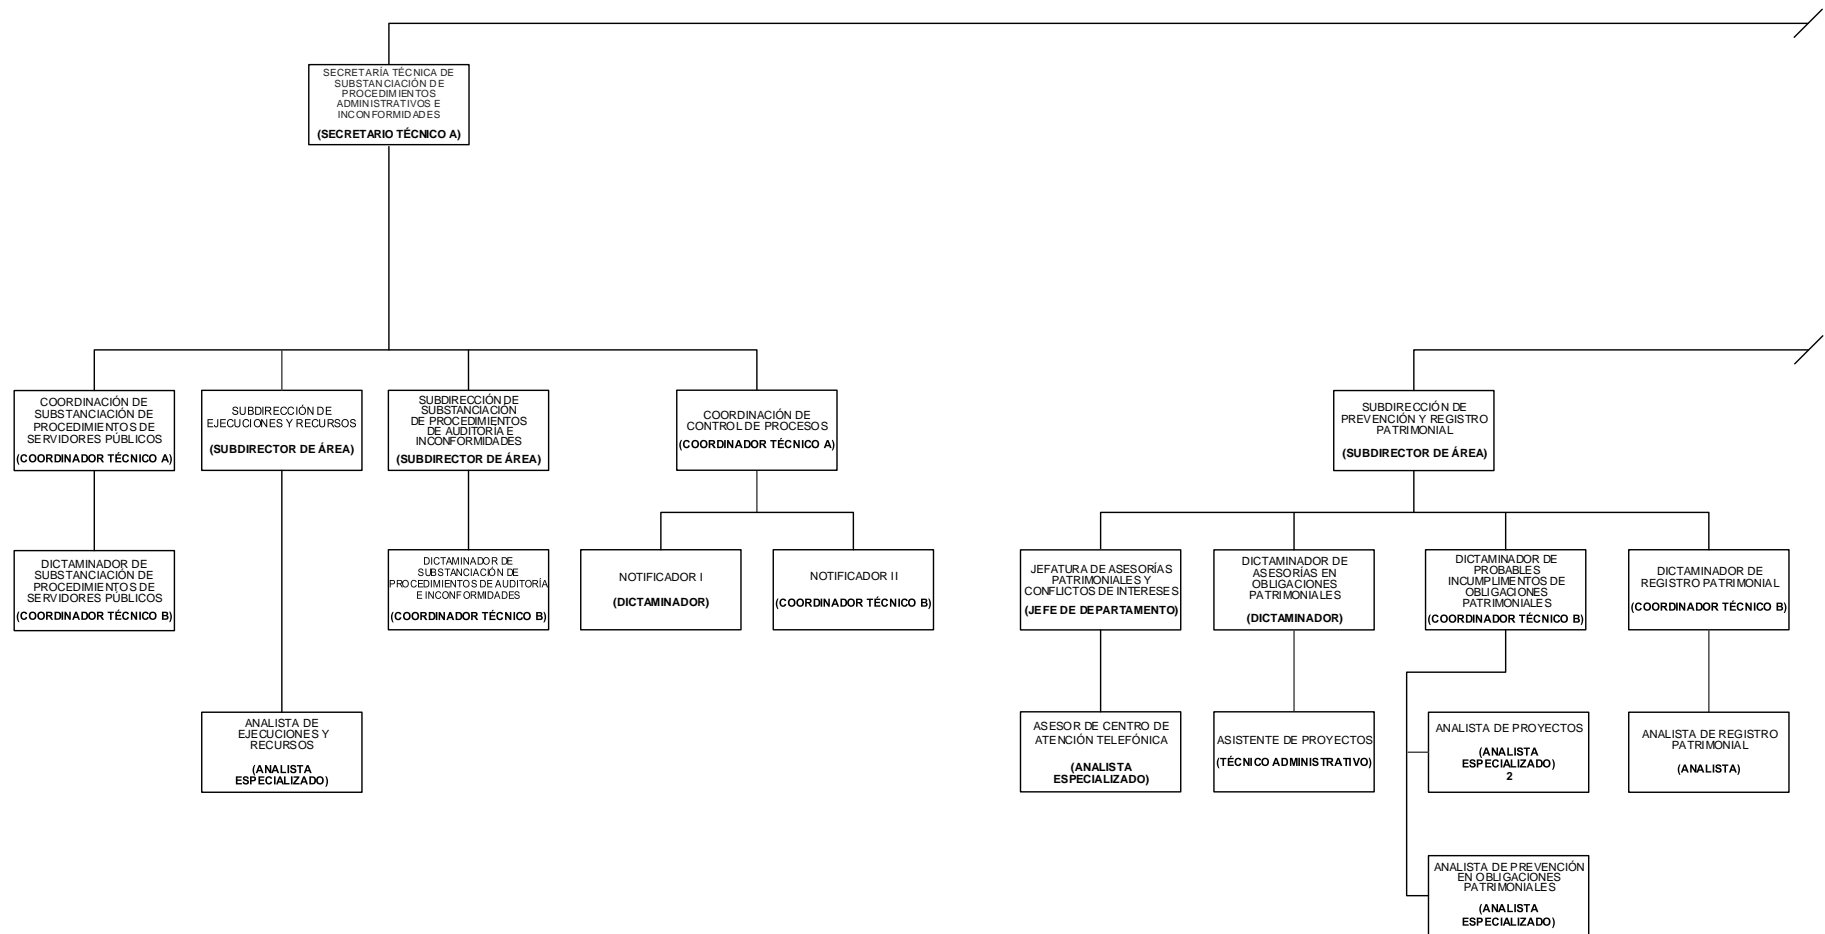 SECRETARÍA TÉCNICA DE
SUBSTANCIACIÓN DE
PROCEDIMIENTOS
ADMINISTRATIVOS E
INCONFORMIDADES
(SECRETARIO TÉCNICO A)
COORDINACIÓN DE
SUBSTANCIACIÓN DE
PROCEDIMIENTOS DE
SERVIDORES PÚBLICOS
(COORDINADOR TÉCNICO A)
SUBDIRECCIÓN DE
EJECUCIONES Y RECURSOS
(SUBDIRECTOR DE ÁREA)
SUBDIRECCIÓN DE
SUBSTANCIACIÓN
DE PROCEDIMIENTOS
DE AUDITORÍA E
INCONFORMIDADES
(SUBDIRECTOR DE ÁREA)
COORDINACIÓN DE
CONTROL DE PROCESOS
(COORDINADOR TÉCNICO A)
SUBDIRECCIÓN DE
PREVENCIÓN Y REGISTRO
PATRIMONIAL
(SUBDIRECTOR DE ÁREA)
DICTAMINADOR DE
SUBSTANCIACIÓN DE
PROCEDIMIENTOS DE
SERVIDORES PÚBLICOS
(COORDINADOR TÉCNICO B)
DICTAMINADOR DE
SUBSTANCIACIÓN DE
PROCEDIMIENTOS DE AUDITORÍA
E INCONFORMIDADES
(COORDINADOR TÉCNICO B)
NOTIFICADOR I
(DICTAMINADOR)
NOTIFICADOR II
(COORDINADOR TÉCNICO B)
JEFATURA DE ASESORÍAS
PATRIMONIALES Y
CONFLICTOS DE INTERESES
(JEFE DE DEPARTAMENTO)
DICTAMINADOR DE
ASESORÍAS EN
OBLIGACIONES
PATRIMONIALES
(DICTAMINADOR)
DICTAMINADOR DE
PROBABLES
INCUMPLIMENTOS DE
OBLIGACIONES
PATRIMONIALES
(COORDINADOR TÉCNICO B)
DICTAMINADOR DE
REGISTRO PATRIMONIAL
(COORDINADOR TÉCNICO B)
ANALISTA DE
EJECUCIONES Y
RECURSOS
(ANALISTA
ESPECIALIZADO)
ASESOR DE CENTRO DE
ATENCIÓN TELEFÓNICA
(ANALISTA
ESPECIALIZADO)
ASISTENTE DE PROYECTOS
(TÉCNICO ADMINISTRATIVO)
ANALISTA DE PROYECTOS
(ANALISTA
ESPECIALIZADO)
2
ANALISTA DE REGISTRO
PATRIMONIAL
(ANALISTA)
ANALISTA DE PREVENCIÓN
EN OBLIGACIONES
PATRIMONIALES
(ANALISTA
ESPECIALIZADO)